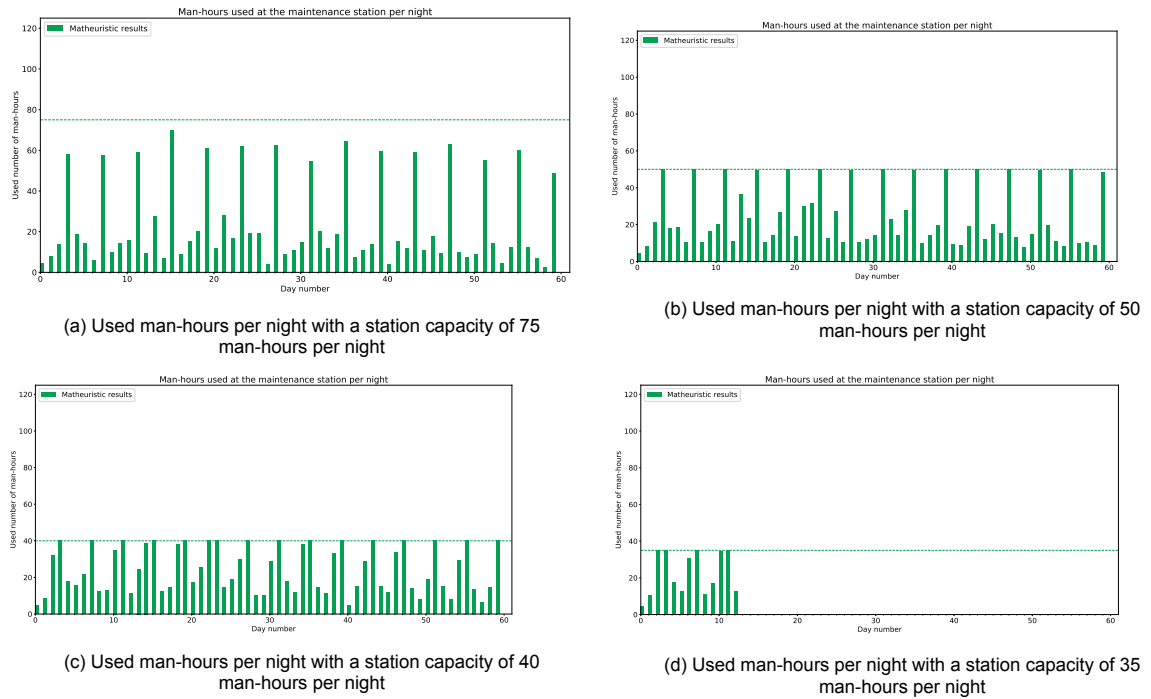 Man-hours used at the maintenance station per night
Matheuristic results
120
100
80
60
40
20
0
Used number of man-hours
0 10 20 30 40 50 60
Day number
(a) Used man-hours per night with a station capacity of 75
man-hours per night
Man-hours used at the maintenance station per night
Matheuristic results
120
100
80
60
40
20
0
Used number of man-hours
0 10 20 30 40 50 60
Day number
(b) Used man-hours per night with a station capacity of 50
man-hours per night
Man-hours used at the maintenance station per night
Matheuristic results
120
100
80
60
40
20
0
Used number of man-hours
0 10 20 30 40 50 60
Day number
(c) Used man-hours per night with a station capacity of 40
man-hours per night
Man-hours used at the maintenance station per night
Matheuristic results
120
100
80
60
40
20
0
Used number of man-hours
0 10 20 30 40 50 60
Day number
(d) Used man-hours per night with a station capacity of 35
man-hours per night